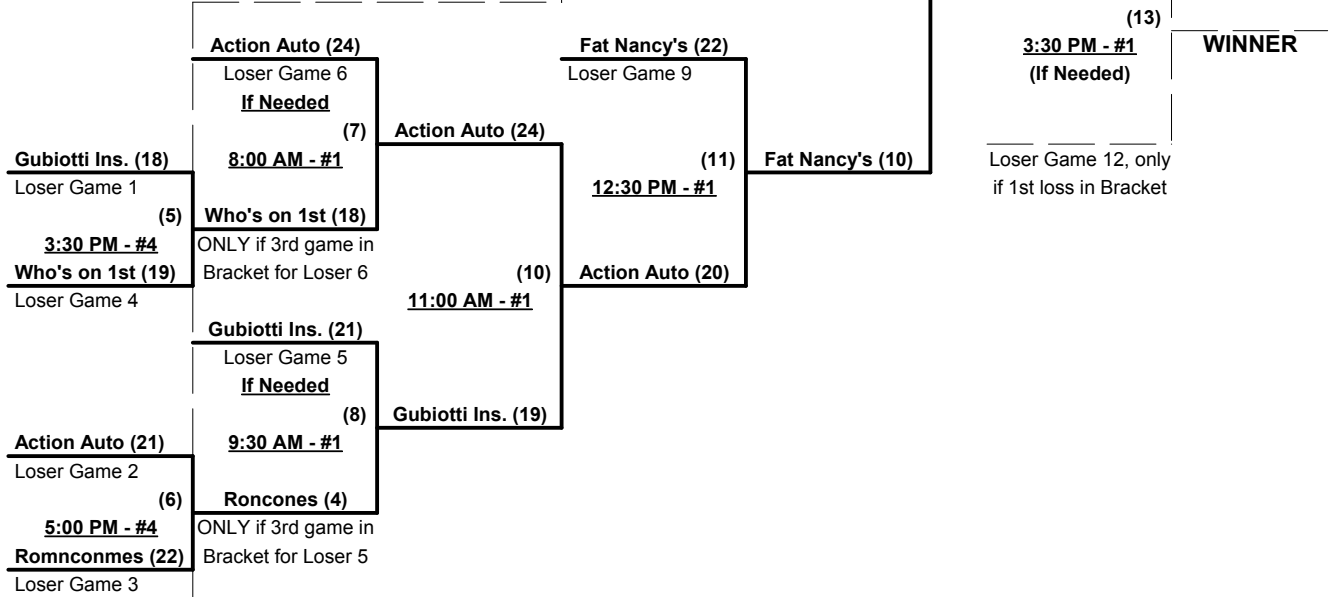 (13)
3:30 PM - #1
(If Needed)
WINNER
Action Auto (24)
Loser Game 6
If Needed
(7)
8:00 AM - #1
Fat Nancy's (22)
Loser Game 9
Action Auto (24)
(11)
12:30 PM - #1
Fat Nancy's (10)
Loser Game 12, only
if 1st loss in Bracket
Gubiotti Ins. (18)
Loser Game 1
(5)
3:30 PM - #4
Who's on 1st (19)
Loser Game 4
Who's on 1st (18)
ONLY if 3rd game in
Bracket for Loser 6
(10)
11:00 AM - #1
Action Auto (20)
Gubiotti Ins. (21)
Loser Game 5
If Needed
(8)
9:30 AM - #1
Gubiotti Ins. (19)
Action Auto (21)
Loser Game 2
(6)
5:00 PM - #4
Romnconmes (22)
Loser Game 3
Roncones (4)
ONLY if 3rd game in
Bracket for Loser 5